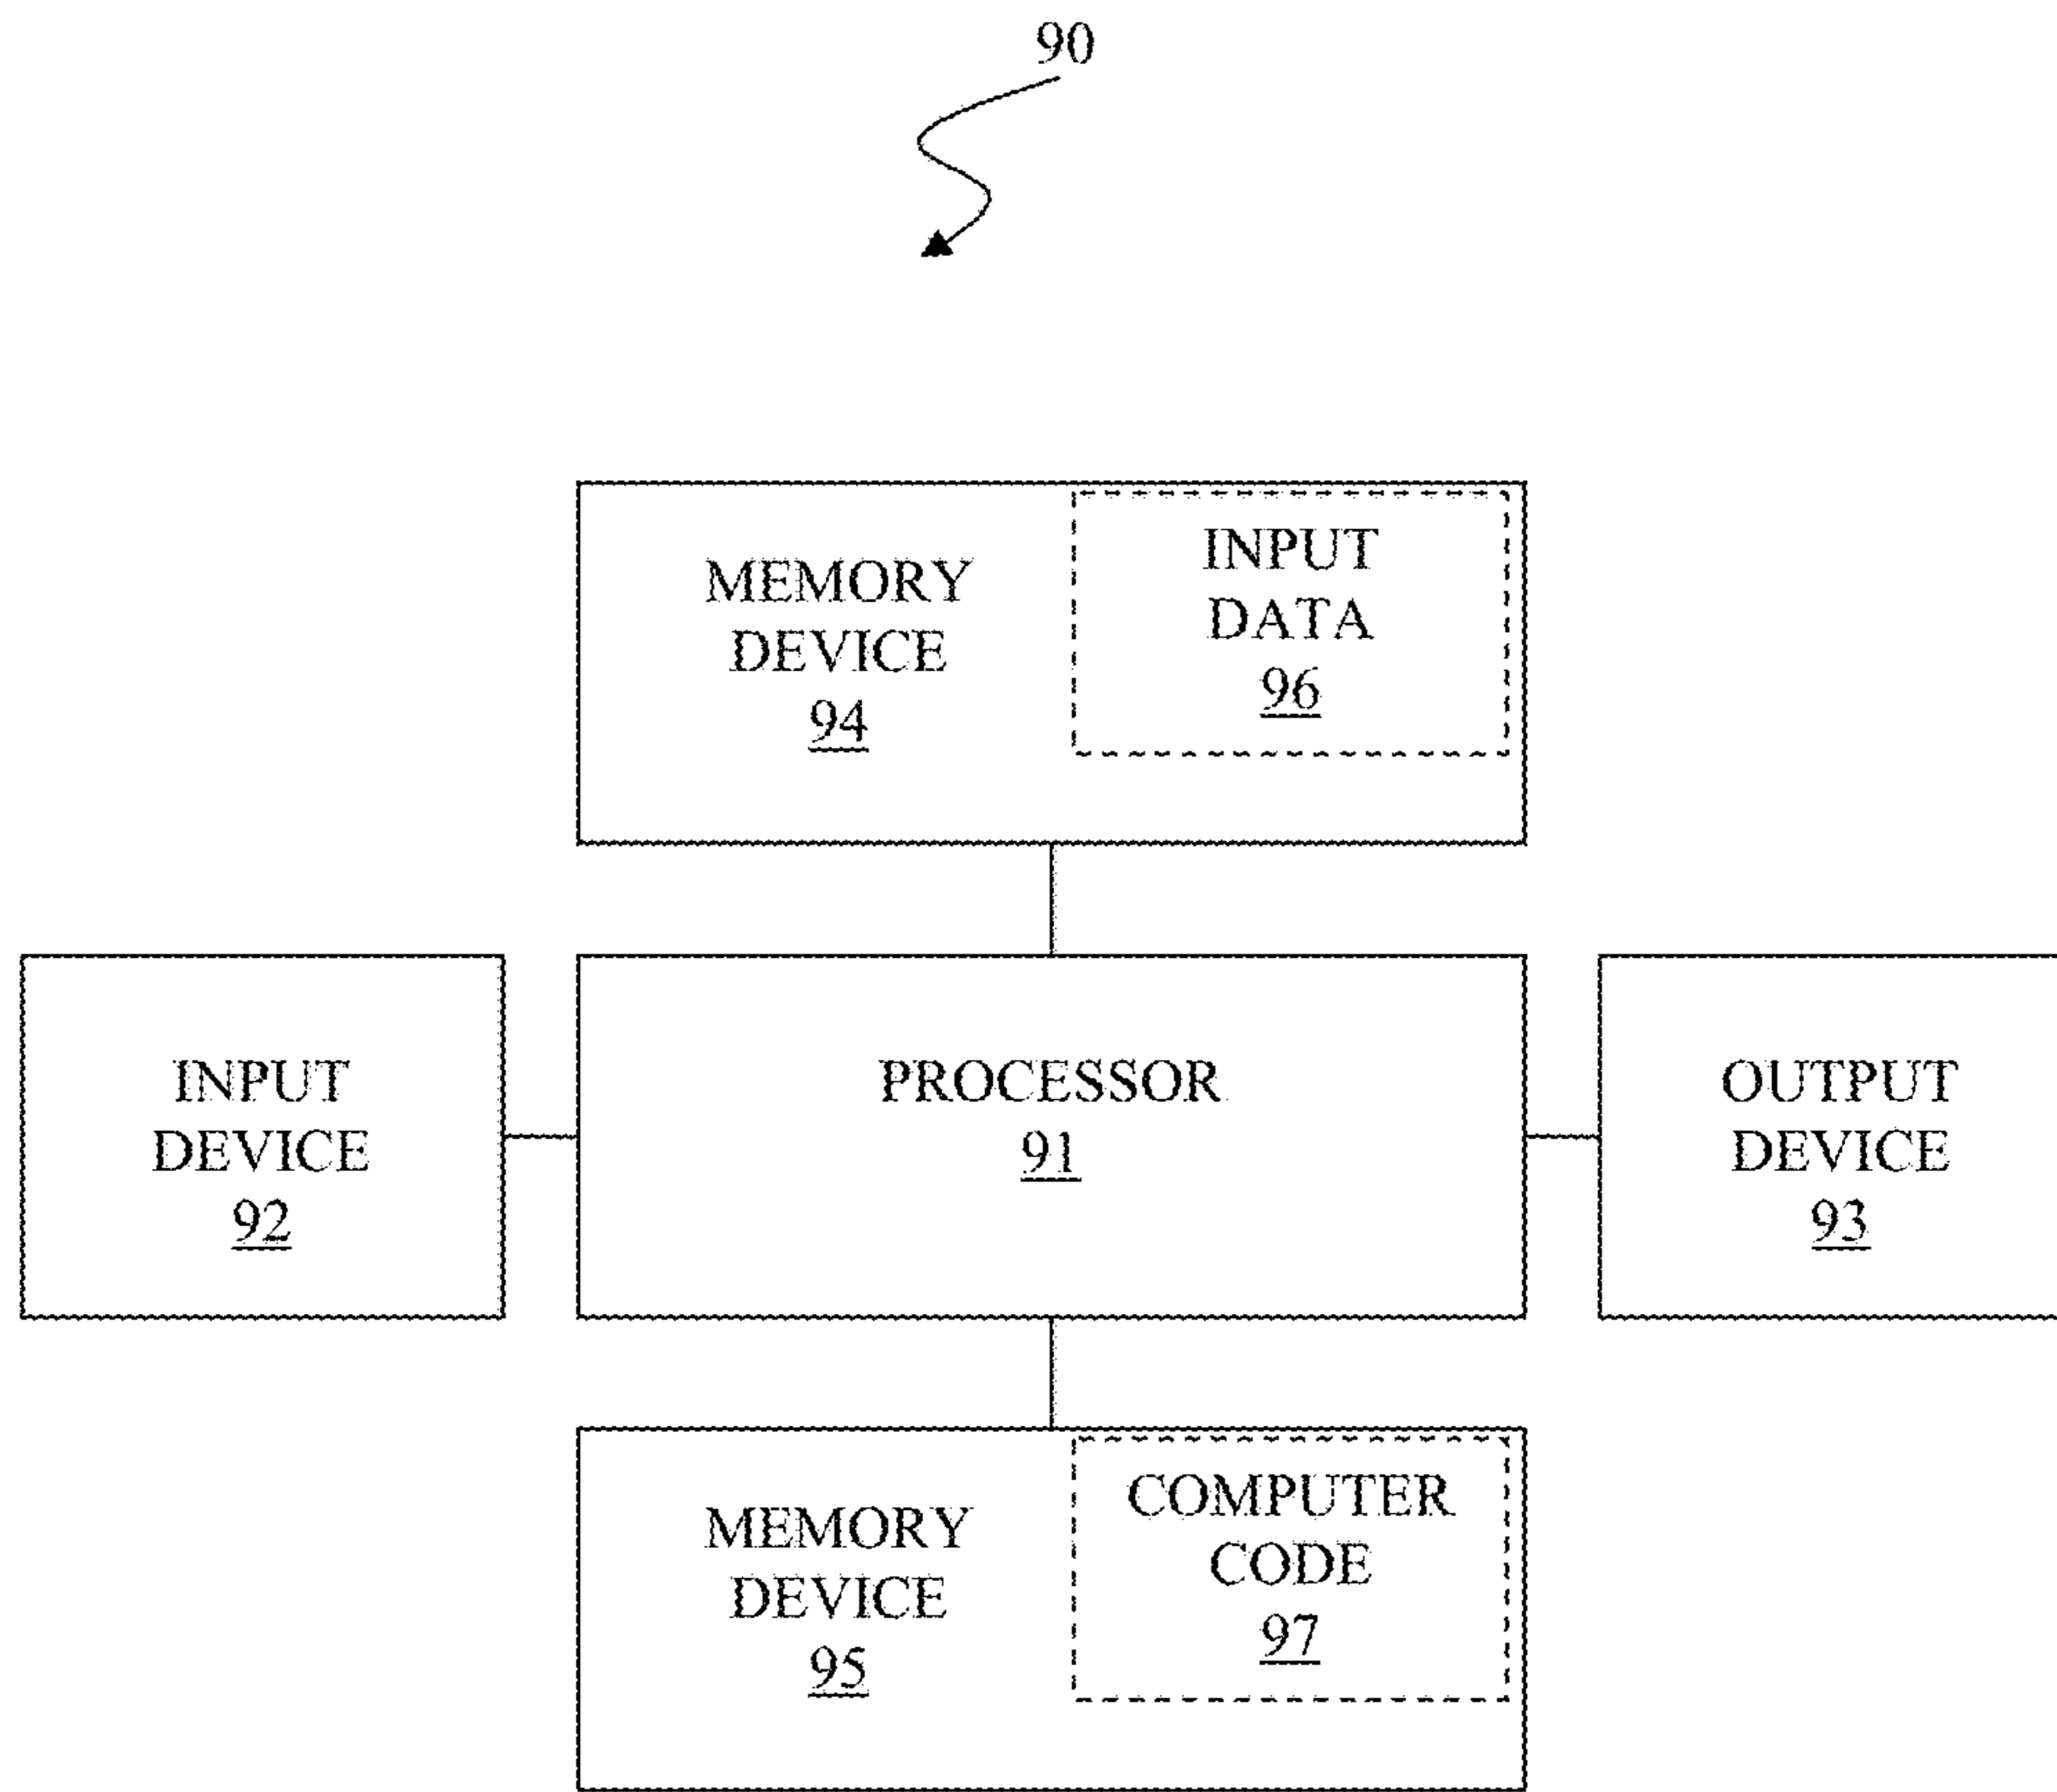 90
MEMORY
DEVICE
94
INPUT
DATA
96
INPUT
DEVICE
92
PROCESSOR
91
OUTPUT
DEVICE
93
MEMORY
DEVICE
95
COMPUTER
CODE
97